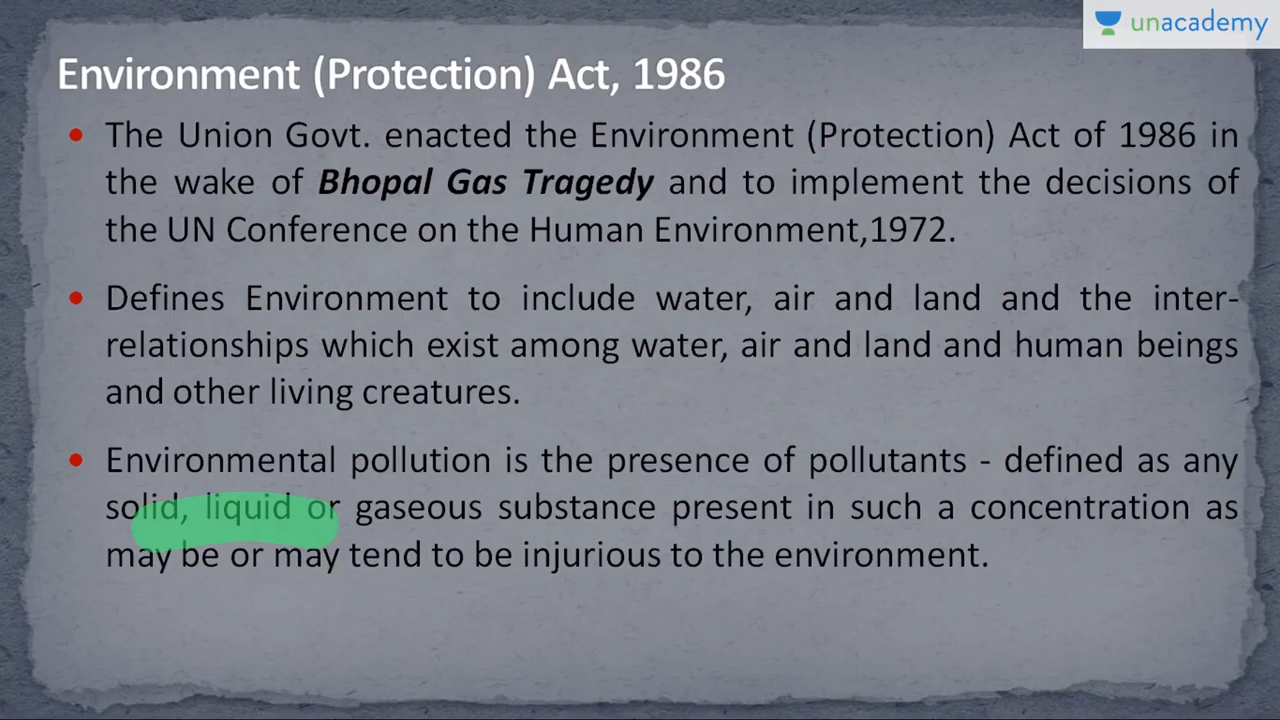 unacademy
Environment (Protection) Act, 1986
• The Union Govt. enacted the Environment (Protection) Act of 1986 in
the wake of Bhopal Gas Tragedy and to implement the decisions of
the UN Conference on the Human Environment,1972.
• Defines Environment to include water, air and land and the inter-
relationships which exist among water, air and land and human beings
and other living creatures.
• Environmental pollution is the presence of pollutants - defined as any
solid, liquid or gaseous substance present in such a concentration as
may be or may tend to be injurious to the environment.